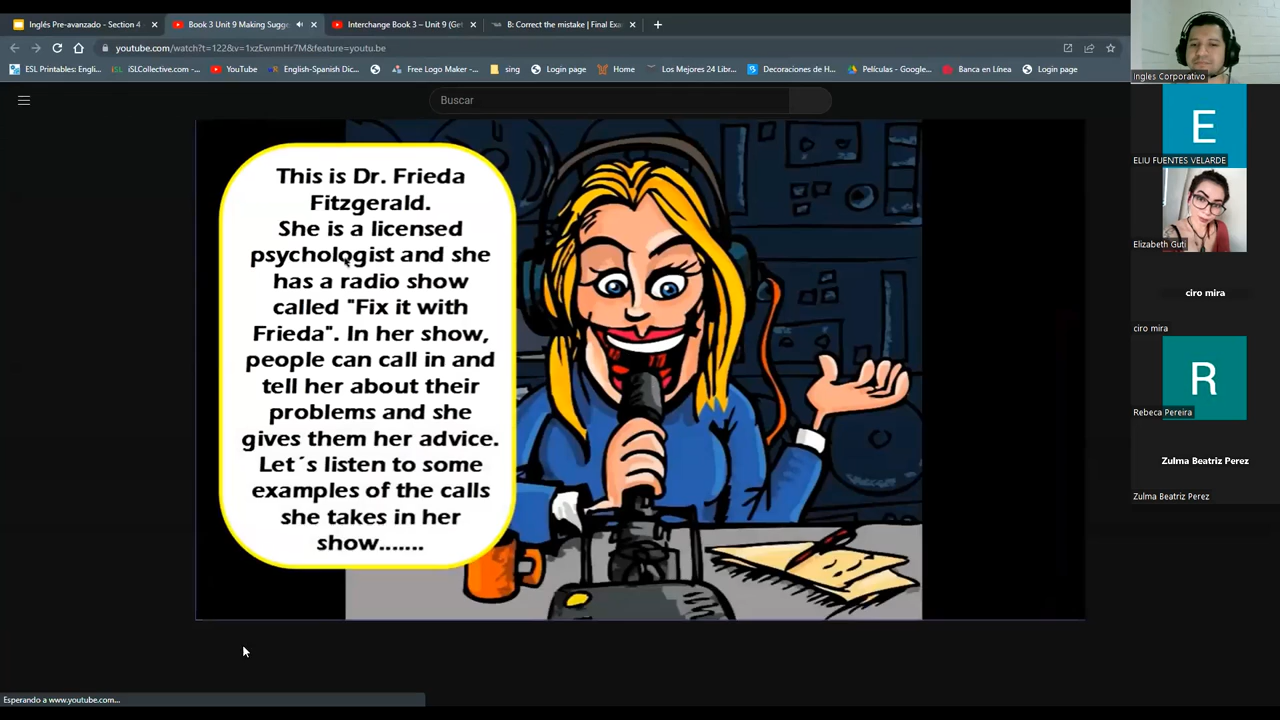 Inglés Pre-avanzado - Section 4
Book 3 Unit 9 Making Sugge
Interchange Book 3 – Unit 9 (Ge
B: Correct the mistake | Final Exa
youtube.com/watch?t=122&v=1xzEwnmHr7M&feature=youtu.be
ESL Printables: Engli...
iSLCollective.com -...
YouTube
English-Spanish Dic...
Free Logo Maker -...
sing
Login page
Home
Los Mejores 24 Libr...
Decoraciones de H...
Películas - Google...
Banca en Línea
Login page
Buscar
This is Dr. Frieda
Fitzgerald.
She is a licensed
psychologist and she
has a radio show
called "Fix it with
Frieda". In her show,
people can call in and
tell her about their
problems and she
gives them her advice.
Let´s listen to some
examples of the calls
she takes in her
show.......
Esperando a www.youtube.com...
Ingles Corporativo
E
ELIU FUENTES VELARDE
Elizabeth Guti
ciro mira
ciro mira
R
Rebeca Pereira
Zulma Beatriz Perez
Zulma Beatriz Perez